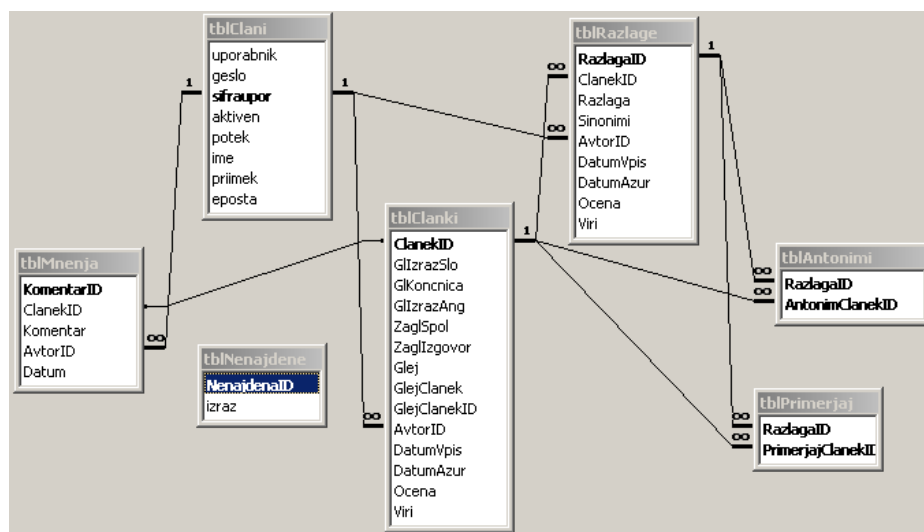 tblClani
uporabnik
geslo
sifraupor
aktiven
potek
ime
priimek
eposta
1
1
tblRazlage
RazlagaID
ClanekID
Razlaga
Sinonimi
AvtorID
DatumVpis
DatumAzur
Ocena
Viri
∞
∞
1
tblClanki
ClanekID
GlIzrazSlo
GlKoncnica
GlIzrazAng
ZaglSpol
ZaglIzgovor
Glej
GlejClanek
GlejClanekID
AvtorID
DatumVpis
DatumAzur
Ocena
Viri
1
∞
tblMnenja
KomentarID
ClanekID
Komentar
AvtorID
Datum
∞
tblNenajdene
NenajdenaID
izraz
tblAntonimi
RazlagaID
AntonimClanekID
∞
∞
tblPrimerjaj
RazlagaID
PrimerjajClanekID
∞
∞